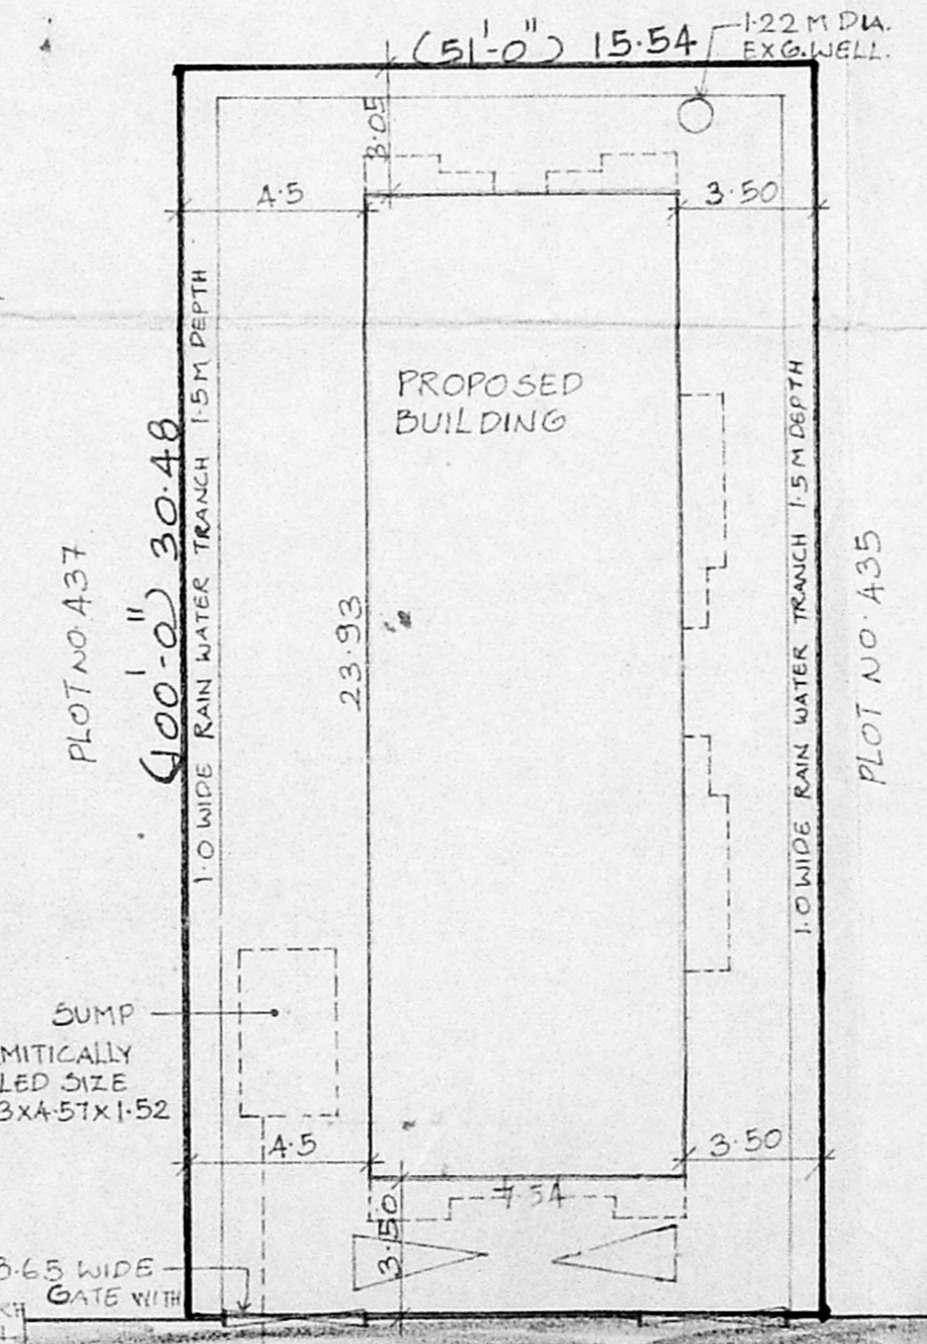 (51'-0") 15.54
1.22 M DIA.
EXG. WELL.
3.05
4.5
3.50
1.0 WIDE RAIN WATER TRANCH 1.5 M DEPTH
PROPOSED
BUILDING
(100'-0") 30.48
PLOT NO. 437
23.93
1.0 WIDE RAIN WATER TRANCH 1.5 M DEPTH
PLOT NO. 435
SUMP
MITICALLY
LED SIZE
3X4.57X1.52
4.5
3.50
7.54
3.50
3.65 WIDE
GATE WITH